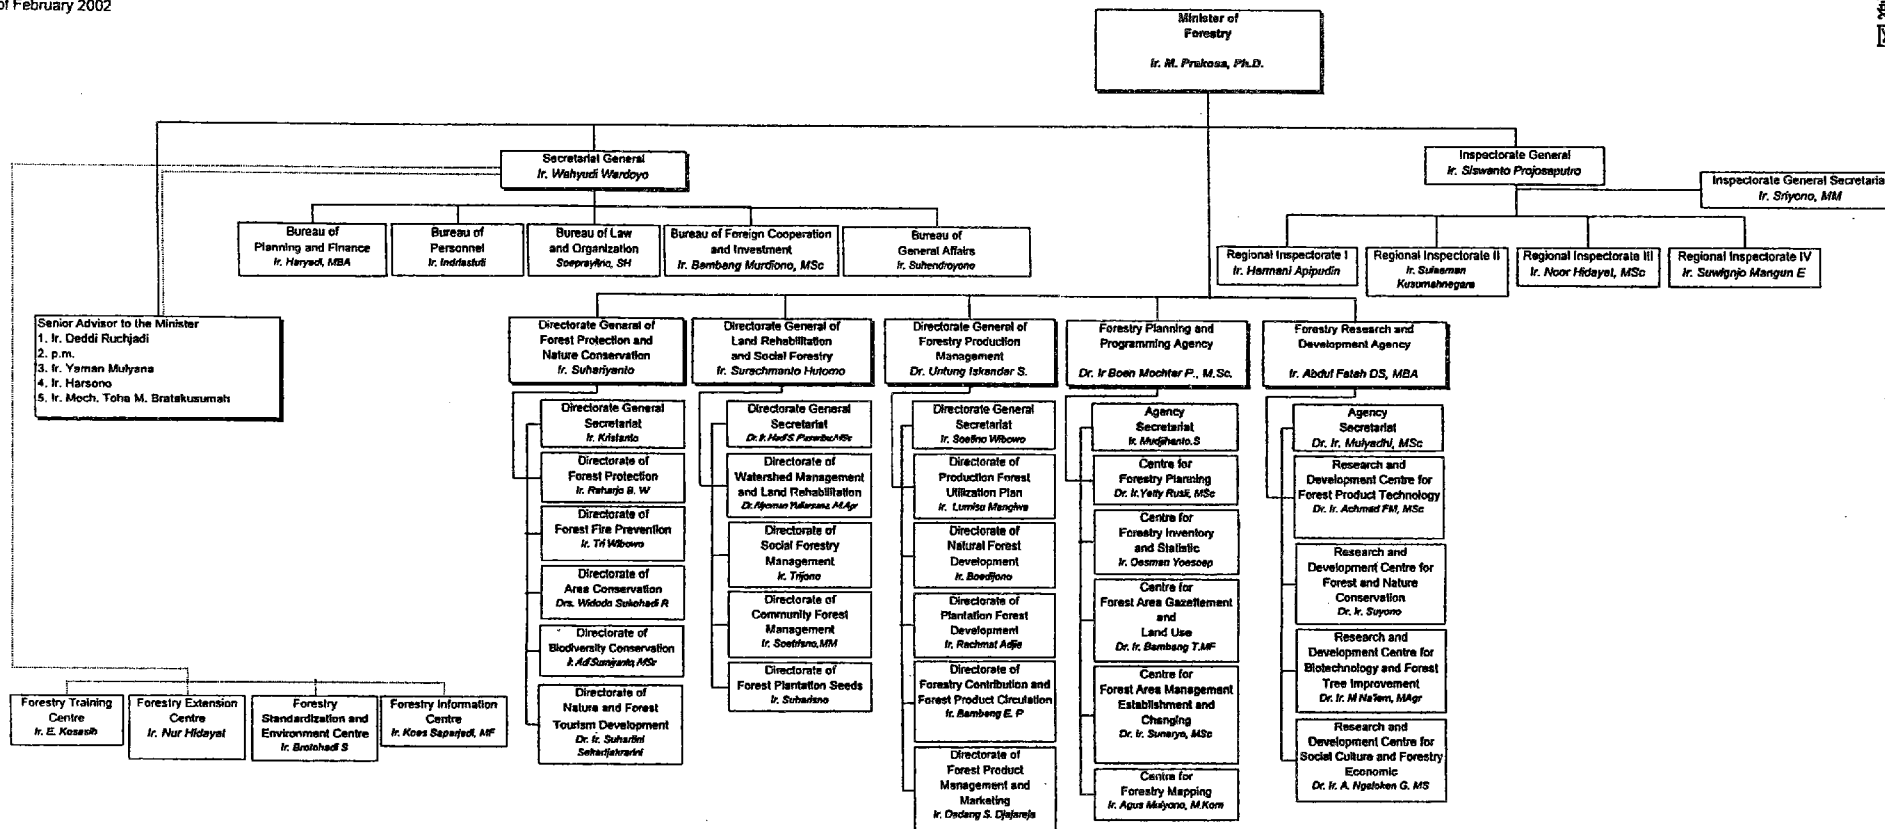 of February 2002
Minister of
Forestry
Ir. M. Prakosa, Ph.D.
Secretarial General
Ir. Wahyudi Wardoyo
Inspectorate General
Ir. Siswanto Projosaputro
Inspectorate General Secretaria
Ir. Sriyono, MM
Bureau of
Planning and Finance
Ir. Haryadi, MBA
Bureau of
Personnel
Ir. Indriastuti
Bureau of Law
and Organization
Soeprayitno, SH
Bureau of Foreign Cooperation
and Investment
Ir. Bambang Murdiono, MSc
Bureau of
General Affairs
Ir. Suhendroyono
Regional Inspectorate I
Ir. Hermani Apipudin
Regional Inspectorate II
Ir. Sulaeman
Kusumahnegara
Regional Inspectorate III
Ir. Noor Hidayat, MSc
Regional Inspectorate IV
Ir. Suwignjo Mangun E
Senior Advisor to the Minister
1. Ir. Deddi Ruchjadi
2. p.m.
3. Ir. Yaman Mulyana
4. Ir. Harsono
5. Ir. Moch. Toha M. Bratakusumah
Directorate General of
Forest Protection and
Nature Conservation
Ir. Suhariyanto
Directorate General of
Land Rehabilitation
and Social Forestry
Ir. Surachmanto Hutomo
Directorate General of
Forestry Production
Management
Dr. Untung Iskandar S.
Forestry Planning and
Programming Agency
Dr. Ir Boen Mochtar P., M.Sc.
Forestry Research and
Development Agency
Ir. Abdul Fatah DS, MBA
Directorate General
Secretariat
Ir. Kristanto
Directorate of
Forest Protection
Ir. Raharjo B. W
Directorate of
Forest Fire Prevention
Ir. Tri Wibowo
Directorate of
Area Conservation
Drs. Widodo Sukohadi R
Directorate of
Biodiversity Conservation
MSc
Directorate of
Nature and Forest
Tourism Development
Dr. Ir. Suhartini
Directorate General
Secretariat
Dr. Ir. Hadi S. MSc
Directorate of
Watershed Management
and Land Rehabilitation
Dr. Nyoman M.Agr
Directorate of
Social Forestry
Management
Ir. Trijono
Directorate of
Community Forest
Management
Ir. Soetrisno, MM
Directorate of
Forest Plantation Seeds
Ir. Suharisno
Directorate General
Secretariat
Ir. Soetino Wibowo
Directorate of
Production Forest
Utilization Plan
Ir. Lumisu Mangiwa
Directorate of
Natural Forest
Development
Ir. Boedijono
Directorate of
Plantation Forest
Development
Ir. Rachmat Adjie
Directorate of
Forestry Contribution and
Forest Product Circulation
Ir. Bambang E. P
Directorate of
Forest Product
Management and
Marketing
Ir. Dadang S. Djajareja
Agency
Secretariat
Ir. Mudjihanto.S
Centre for
Forestry Planning
Dr. Ir.Yetty Rusli, MSc
Centre for
Forestry Inventory
and Statistic
Ir. Oesman Yoesoep
Centre for
Forest Area Gazettement
and
Land Use
Dr. Ir. Bambang T.MF
Centre for
Forest Area Management
Establishment and
Changing
Dr. Ir. Sunaryo, MSc
Centre for
Forestry Mapping
Ir. Agus Mulyono, M.Kom
Agency
Secretariat
Dr. Ir. Mulyadhi, MSc
Research and
Development Centre for
Forest Product Technology
Dr. Ir. Achmad FM, MSc
Research and
Development Centre for
Forest and Nature
Conservation
Dr. Ir. Suyono
Research and
Development Centre for
Biotechnology and Forest
Tree Improvement
Dr. Ir. M Na'iem, MAgr
Research and
Development Centre for
Social Culture and Forestry
Economic
Dr. Ir. A. Ngaloken G. MS
Forestry Training
Centre
Ir. E. Kosasih
Forestry Extension
Centre
Ir. Nur Hidayat
Forestry
Standardization and
Environment Centre
Ir. Brotohadi S
Forestry Information
Centre
Ir. Koes Saparjadi, MF